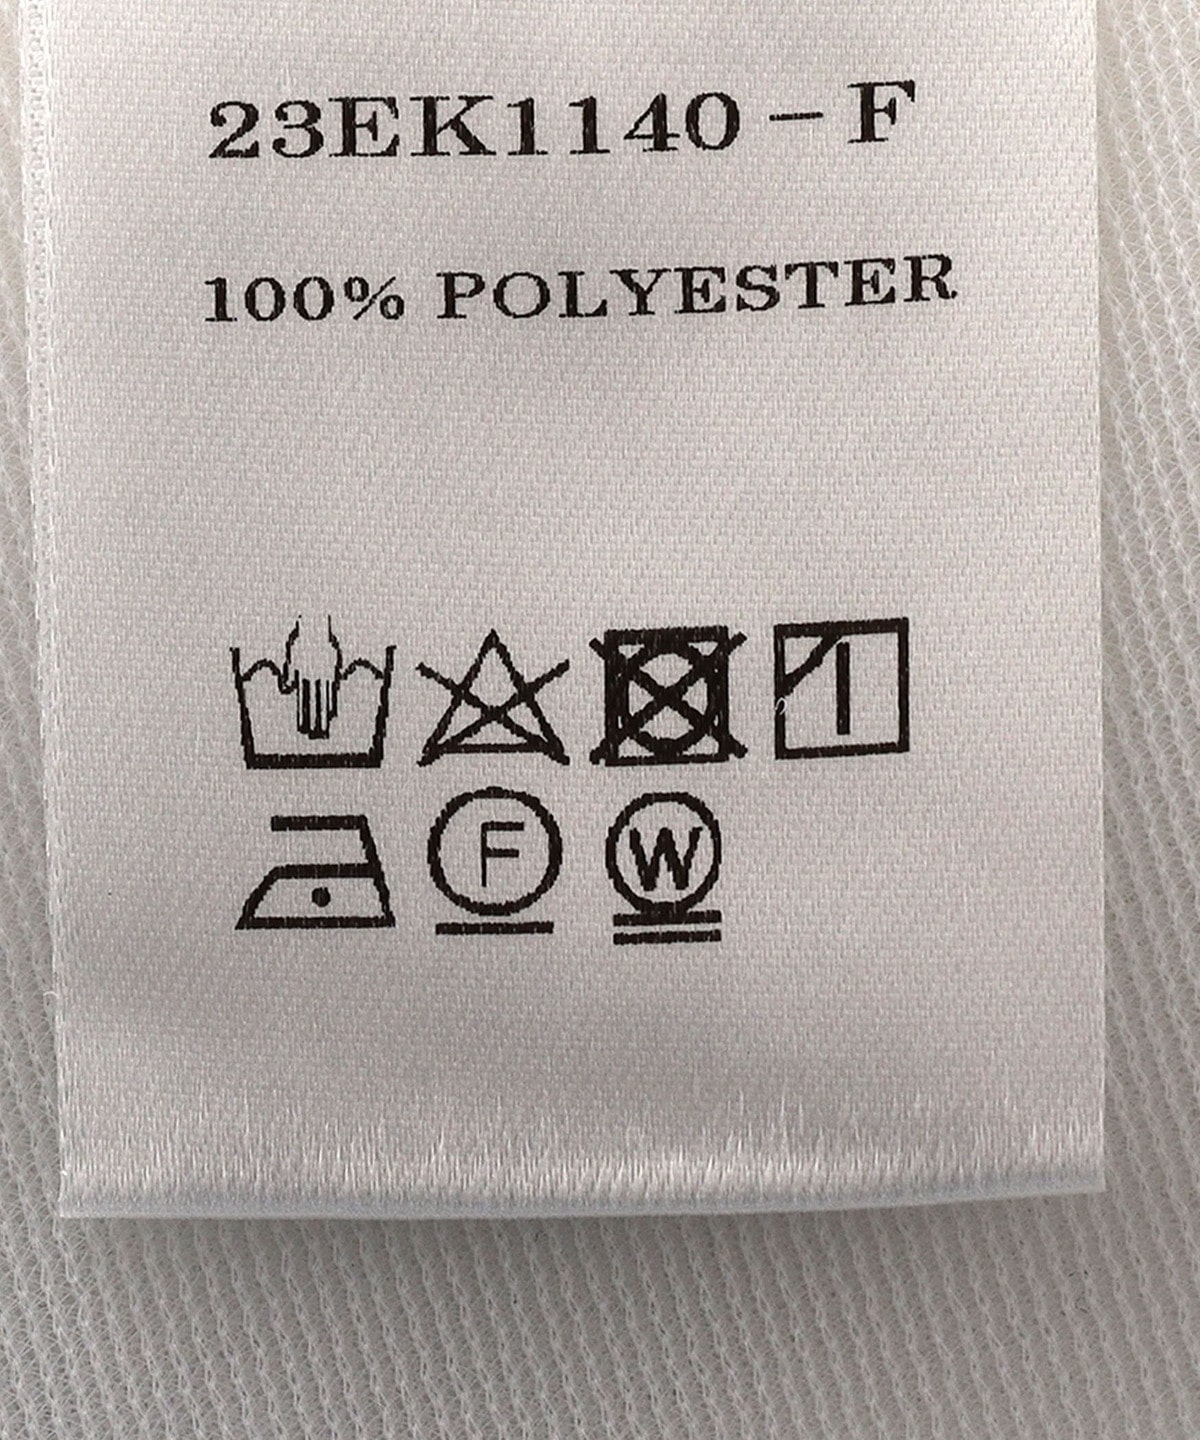 23EK1140-F
100% POLYESTER
F W